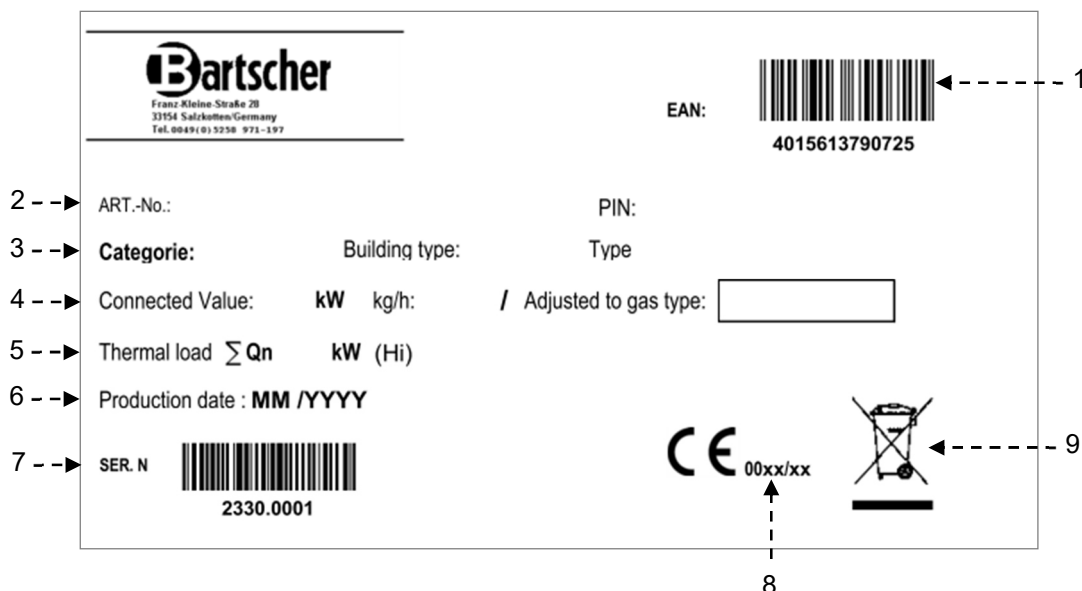 Bartscher
Franz-Kleine-Straße 28
33154 Salzkotten/Germany
Tel. 0049(0)5258 971-197
EAN:
4015613790725
1
2 ART.-No.: PIN:
3 Categorie: Building type: Type
4 Connected Value: kW kg/h: / Adjusted to gas type:
5 Thermal load ∑ Qn kW (Hi)
6 Production date : MM /YYYY
7 SER. N
2330.0001
CE 00xx/xx
9
8